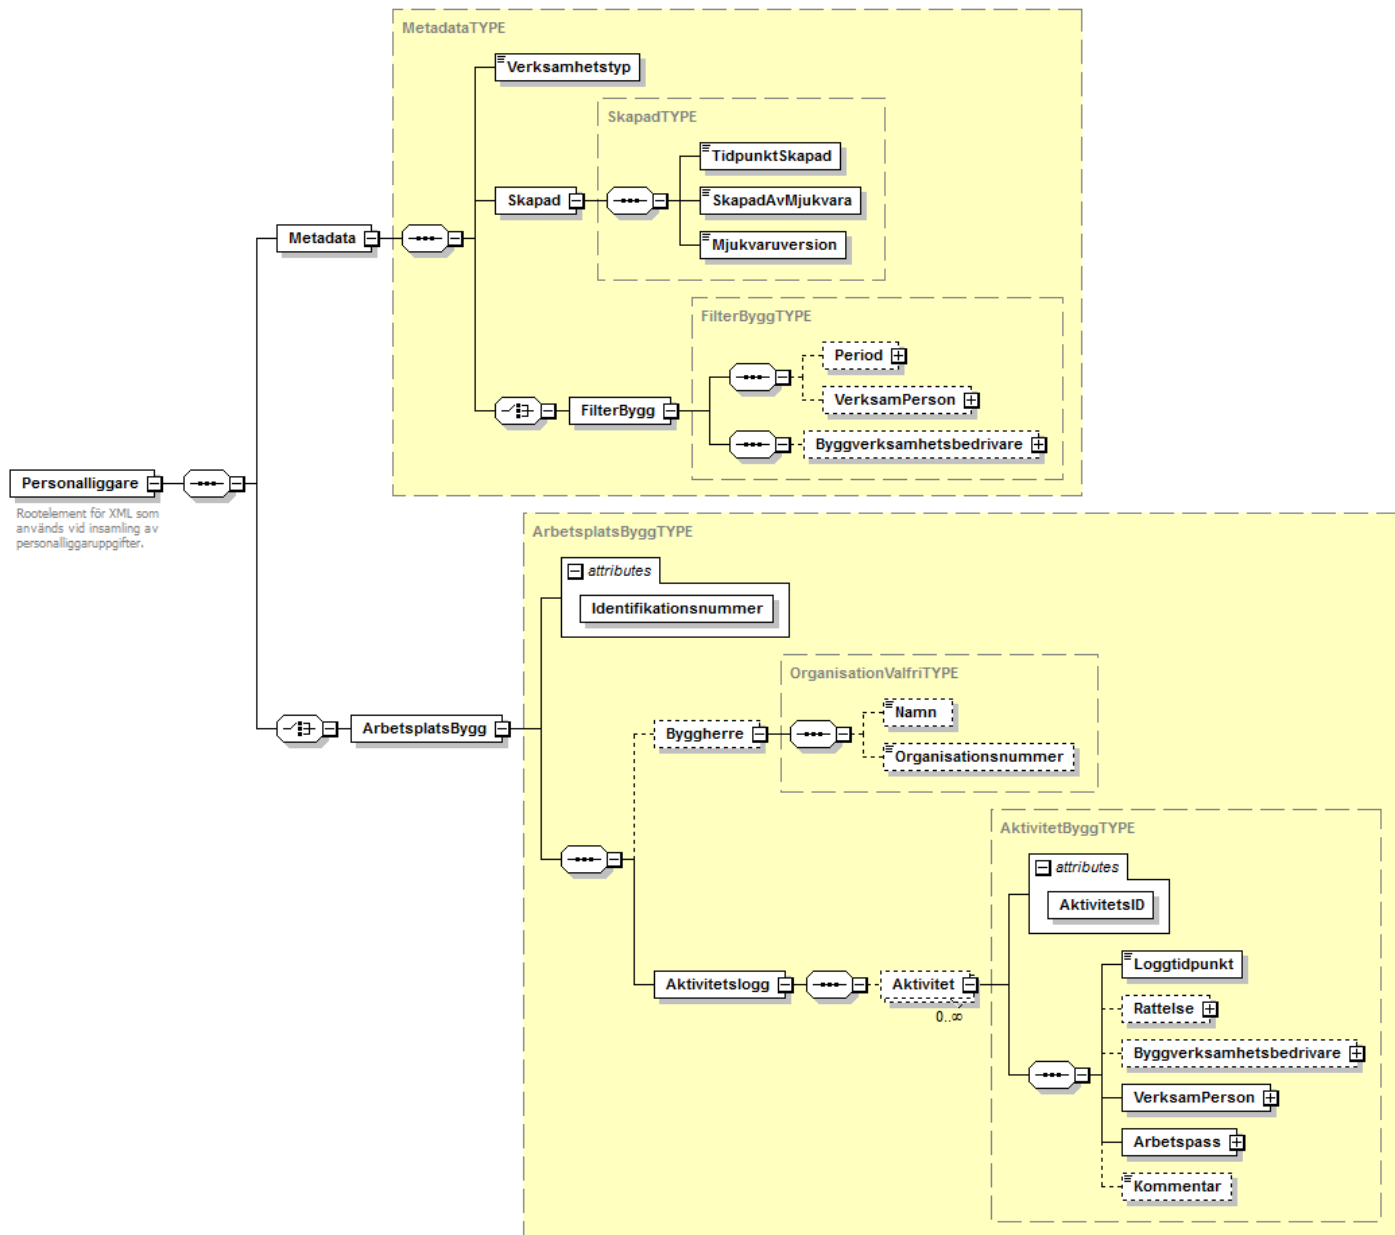 MetadataTYPE
Verksamhetstyp
SkapadTYPE
TidpunktSkapad
Skapad
SkapadAvMjukvara
Mjukvaruversion
Metadata
FilterByggTYPE
Period
VerksamPerson
FilterBygg
Byggverksamhetsbedrivare
Personalliggare
Rootelement för XML som
används vid insamling av
personalliggaruppgifter.
ArbetsplatsByggTYPE
attributes
Identifikationsnummer
OrganisationValfriTYPE
Namn
Byggherre
Organisationsnummer
ArbetsplatsBygg
AktivitetByggTYPE
attributes
AktivitetsID
Loggtidpunkt
Aktivitetslogg
Aktivitet
0..∞
Rattelse
Byggverksamhetsbedrivare
VerksamPerson
Arbetspass
Kommentar